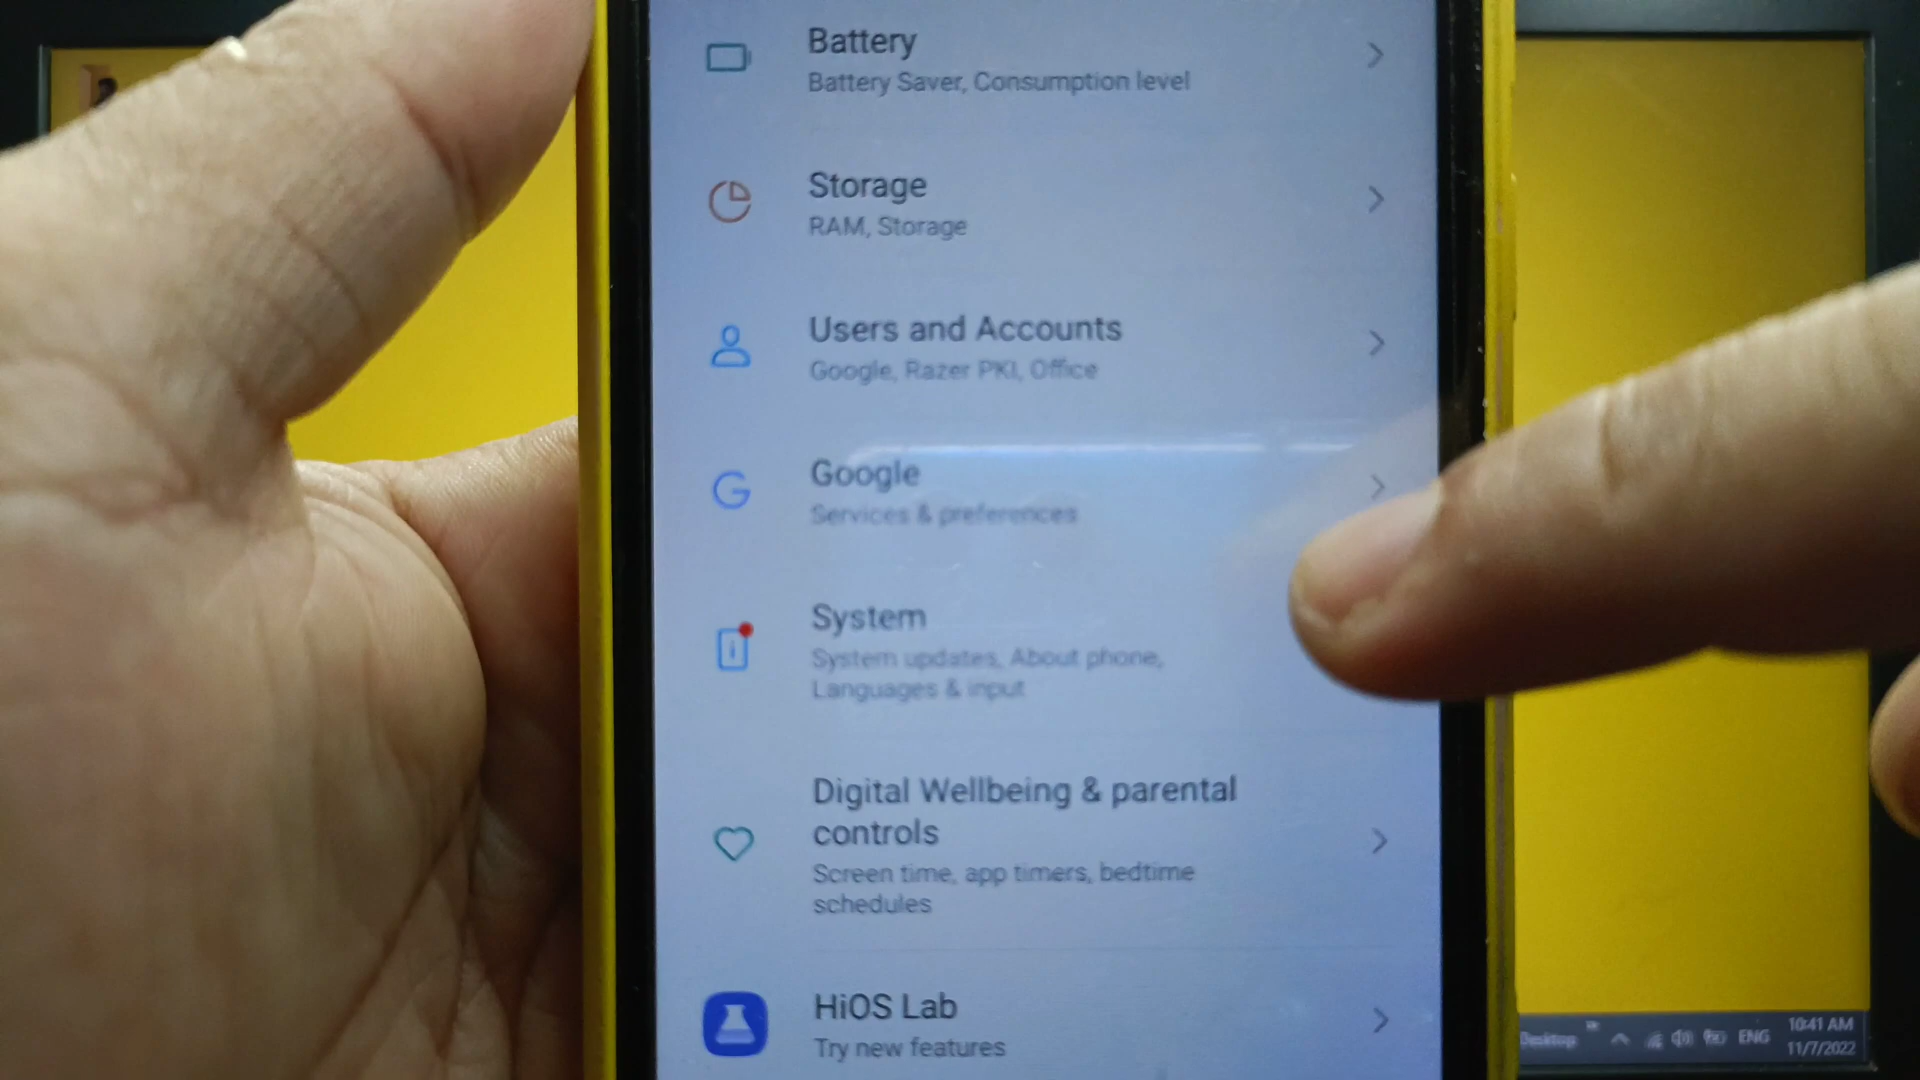 Battery
Battery Saver, Consumption level
Storage
RAM, Storage
Users and Accounts
Google, Razer PKI, Office
Google
Services & preferences
System
System updates, About phone,
Languages & input
Digital Wellbeing & parental
controls
Screen time, app timers, bedtime
schedules
HiOS Lab
Try new features
Desktop
ENG
10:41 AM
11/7/2022